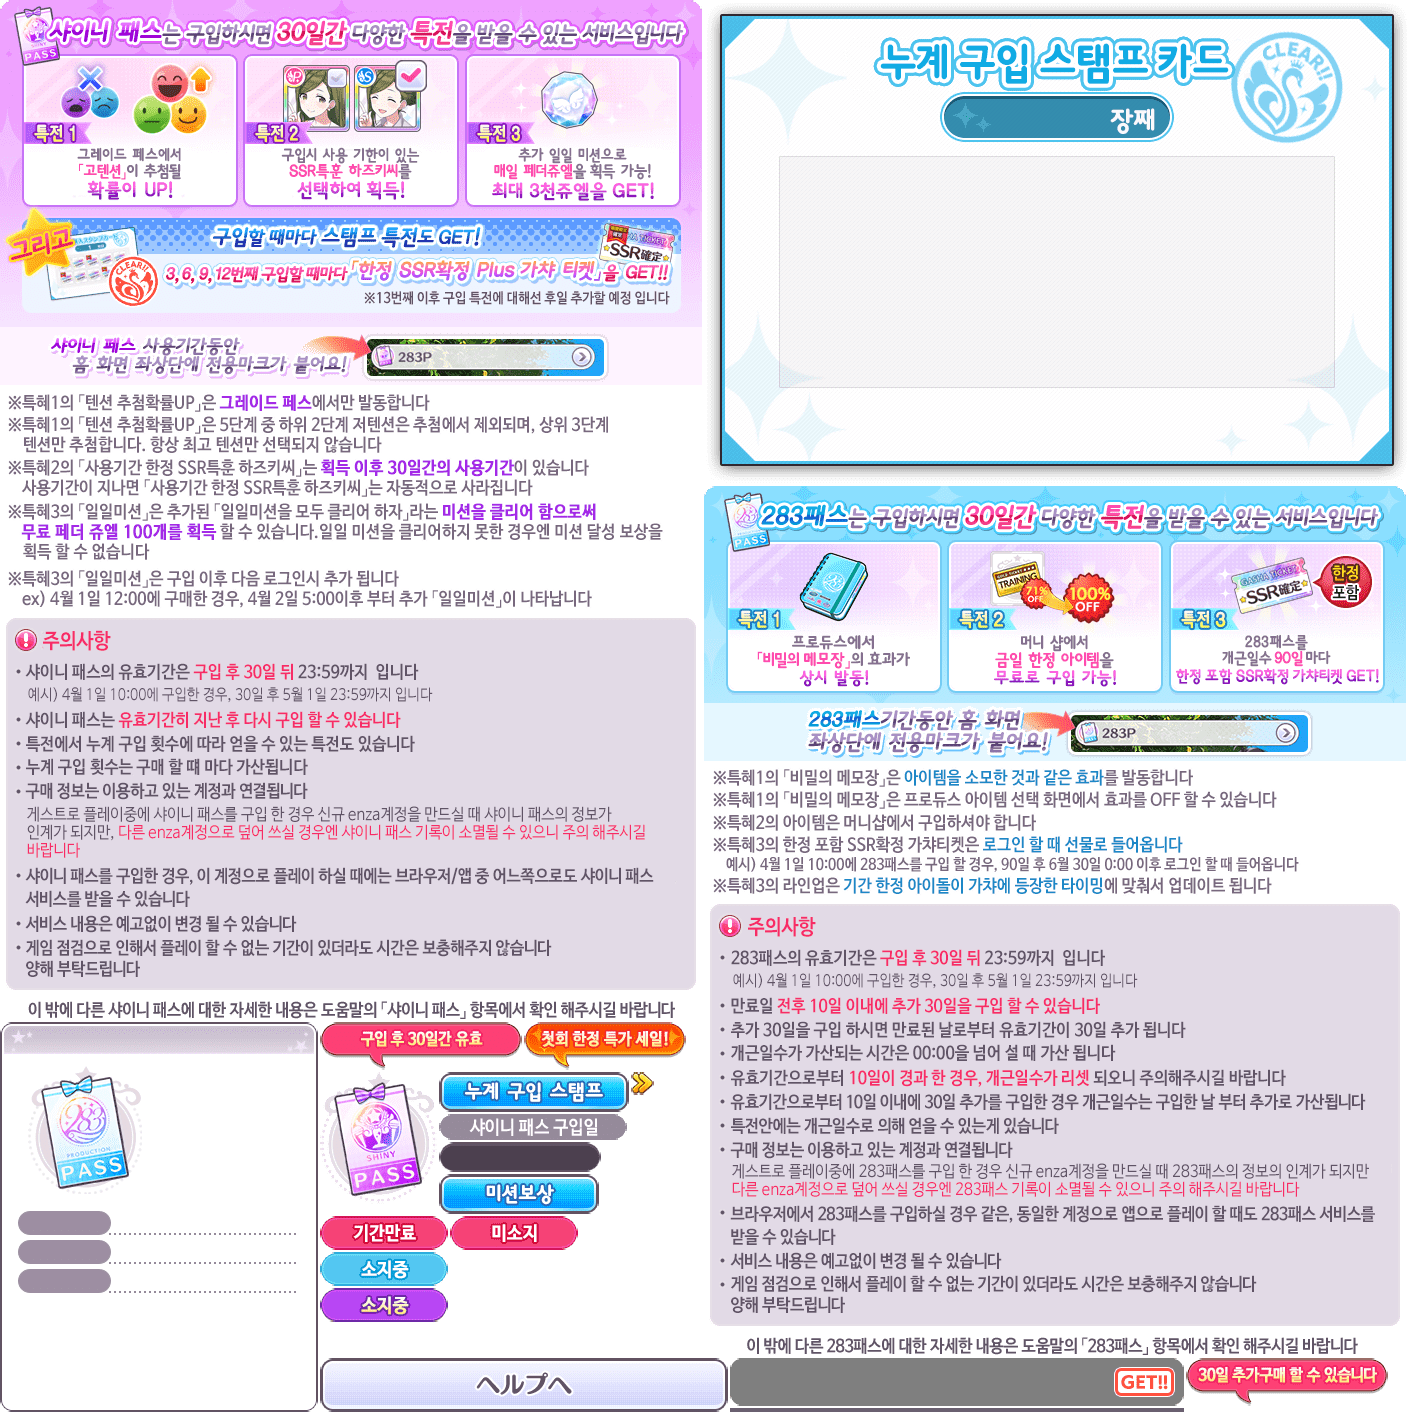 샤이니 패스는 구입하시면 30일간 다양한 특전을 받을 수 있는 서비스입니다
PASS
특전 1
그레이드 페스에서
「고텐션」이 추첨될
확률이 UP!
특전 2
구입시 사용 기한이 있는
SSR특훈 하즈키씨를
선택하여 획득!
특전 3
추가 일일 미션으로
매일 페더쥬엘을 획득 가능!
최대 3천쥬엘을 GET!
그리고
구입할 때마다 스탬프 특전도 GET!
CLEAR!!
3, 6, 9, 12번째 구입할 때마다 「한정 SSR확정 Plus 가챠 티켓」을 GET!!
SSR確定
※13번째 이후 구입 특전에 대해선 후일 추가할 예정 입니다
샤이니 패스 사용기간동안
홈 화면 좌상단에 전용마크가 붙어요!
283P
※특혜1의 「텐션 추첨확률UP」은 그레이드 페스에서만 발동합니다
※특혜1의 「텐션 추첨확률UP」은 5단계 중 하위 2단계 저텐션은 추첨에서 제외되며, 상위 3단계
텐션만 추첨합니다. 항상 최고 텐션만 선택되지 않습니다
※특혜2의 「사용기간 한정 SSR특훈 하즈키씨」는 획득 이후 30일간의 사용기간이 있습니다
사용기간이 지나면 「사용기간 한정 SSR특훈 하즈키씨」는 자동적으로 사라집니다
※특혜3의 「일일미션」은 추가된 「일일미션을 모두 클리어 하자」라는 미션을 클리어 함으로써
무료 페더 쥬엘 100개를 획득 할 수 있습니다.일일 미션을 클리어하지 못한 경우엔 미션 달성 보상을
획득 할 수 없습니다
※특혜3의 「일일미션」은 구입 이후 다음 로그인시 추가 됩니다
ex) 4월 1일 12:00에 구매한 경우, 4월 2일 5:00이후 부터 추가 「일일미션」이 나타납니다
주의사항
・샤이니 패스의 유효기간은 구입 후 30일 뒤 23:59까지 입니다
예시) 4월 1일 10:00에 구입한 경우, 30일 후 5월 1일 23:59까지 입니다
・샤이니 패스는 유효기간히 지난 후 다시 구입 할 수 있습니다
・특전에서 누계 구입 횟수에 따라 얻을 수 있는 특전도 있습니다
・누계 구입 횟수는 구매 할 떄 마다 가산됩니다
・구매 정보는 이용하고 있는 계정과 연결됩니다
게스트로 플레이중에 샤이니 패스를 구입 한 경우 신규 enza계정을 만드실 때 샤이니 패스의 정보가
인계가 되지만, 다른 enza계정으로 덮어 쓰실 경우엔 샤이니 패스 기록이 소멸될 수 있으니 주의 해주시길
바랍니다
・샤이니 패스를 구입한 경우, 이 계정으로 플레이 하실 때에는 브라우저/앱 중 어느쪽으로도 샤이니 패스
서비스를 받을 수 있습니다
・서비스 내용은 예고없이 변경 될 수 있습니다
・게임 점검으로 인해서 플레이 할 수 없는 기간이 있더라도 시간은 보충해주지 않습니다
양해 부탁드립니다
이 밖에 다른 샤이니 패스에 대한 자세한 내용은 도움말의 「샤이니 패스」 항목에서 확인 해주시길 바랍니다
283
PRODUCTION
PASS
구입 후 30일간 유효
첫회 한정 특가 세일!
SHINY
PASS
누계 구입 스탬프
샤이니 패스 구입일
미션보상
기간만료
미소지
소지중
소지중
ヘルプへ
누계 구입 스탬프 카드
CLEAR!!
장째
283패스는 구입하시면 30일간 다양한 특전을 받을 수 있는 서비스입니다
PASS
특전 1
프로듀스에서
「비밀의 메모장」의 효과가
상시 발동!
TRAINING
71% OFF
100% OFF
특전 2
머니 샵에서
금일 한정 아이템을
무료로 구입 가능!
GASHA TICKET
SSR確定
한정
포함
특전 3
283패스를
개근일수 90일마다
한정 포함 SSR확정 가챠티켓 GET!
283패스기간동안 홈 화면
좌상단에 전용마크가 붙어요!
283P
※특혜1의 「비밀의 메모장」은 아이템을 소모한 것과 같은 효과를 발동합니다
※특혜1의 「비밀의 메모장」은 프로듀스 아이템 선택 화면에서 효과를 OFF 할 수 있습니다
※특혜2의 아이템은 머니샵에서 구입하셔야 합니다
※특혜3의 한정 포함 SSR확정 가챠티켓은 로그인 할 때 선물로 들어옵니다
예시) 4월 1일 10:00에 283패스를 구입 할 경우, 90일 후 6월 30일 0:00 이후 로그인 할 때 들어옵니다
※특혜3의 라인업은 기간 한정 아이돌이 가챠에 등장한 타이밍에 맞춰서 업데이트 됩니다
주의사항
・283패스의 유효기간은 구입 후 30일 뒤 23:59까지 입니다
예시) 4월 1일 10:00에 구입한 경우, 30일 후 5월 1일 23:59까지 입니다
・만료일 전후 10일 이내에 추가 30일을 구입 할 수 있습니다
・추가 30일을 구입 하시면 만료된 날로부터 유효기간이 30일 추가 됩니다
・개근일수가 가산되는 시간은 00:00을 넘어 설 때 가산 됩니다
・유효기간으로부터 10일이 경과 한 경우, 개근일수가 리셋 되오니 주의해주시길 바랍니다
・유효기간으로부터 10일 이내에 30일 추가를 구입한 경우 개근일수는 구입한 날 부터 추가로 가산됩니다
・특전안에는 개근일수로 의해 얻을 수 있는게 있습니다
・구매 정보는 이용하고 있는 계정과 연결됩니다
게스트로 플레이중에 283패스를 구입 한 경우 신규 enza계정을 만드실 때 283패스의 정보의 인계가 되지만
다른 enza계정으로 덮어 쓰실 경우엔 283패스 기록이 소멸될 수 있으니 주의 해주시길 바랍니다
・브라우저에서 283패스를 구입하실 경우 같은, 동일한 계정으로 앱으로 플레이 할 때도 283패스 서비스를
받을 수 있습니다
・서비스 내용은 예고없이 변경 될 수 있습니다
・게임 점검으로 인해서 플레이 할 수 없는 기간이 있더라도 시간은 보충해주지 않습니다
양해 부탁드립니다
이 밖에 다른 283패스에 대한 자세한 내용은 도움말의 「283패스」 항목에서 확인 해주시길 바랍니다
GET!!
30일 추가구매 할 수 있습니다